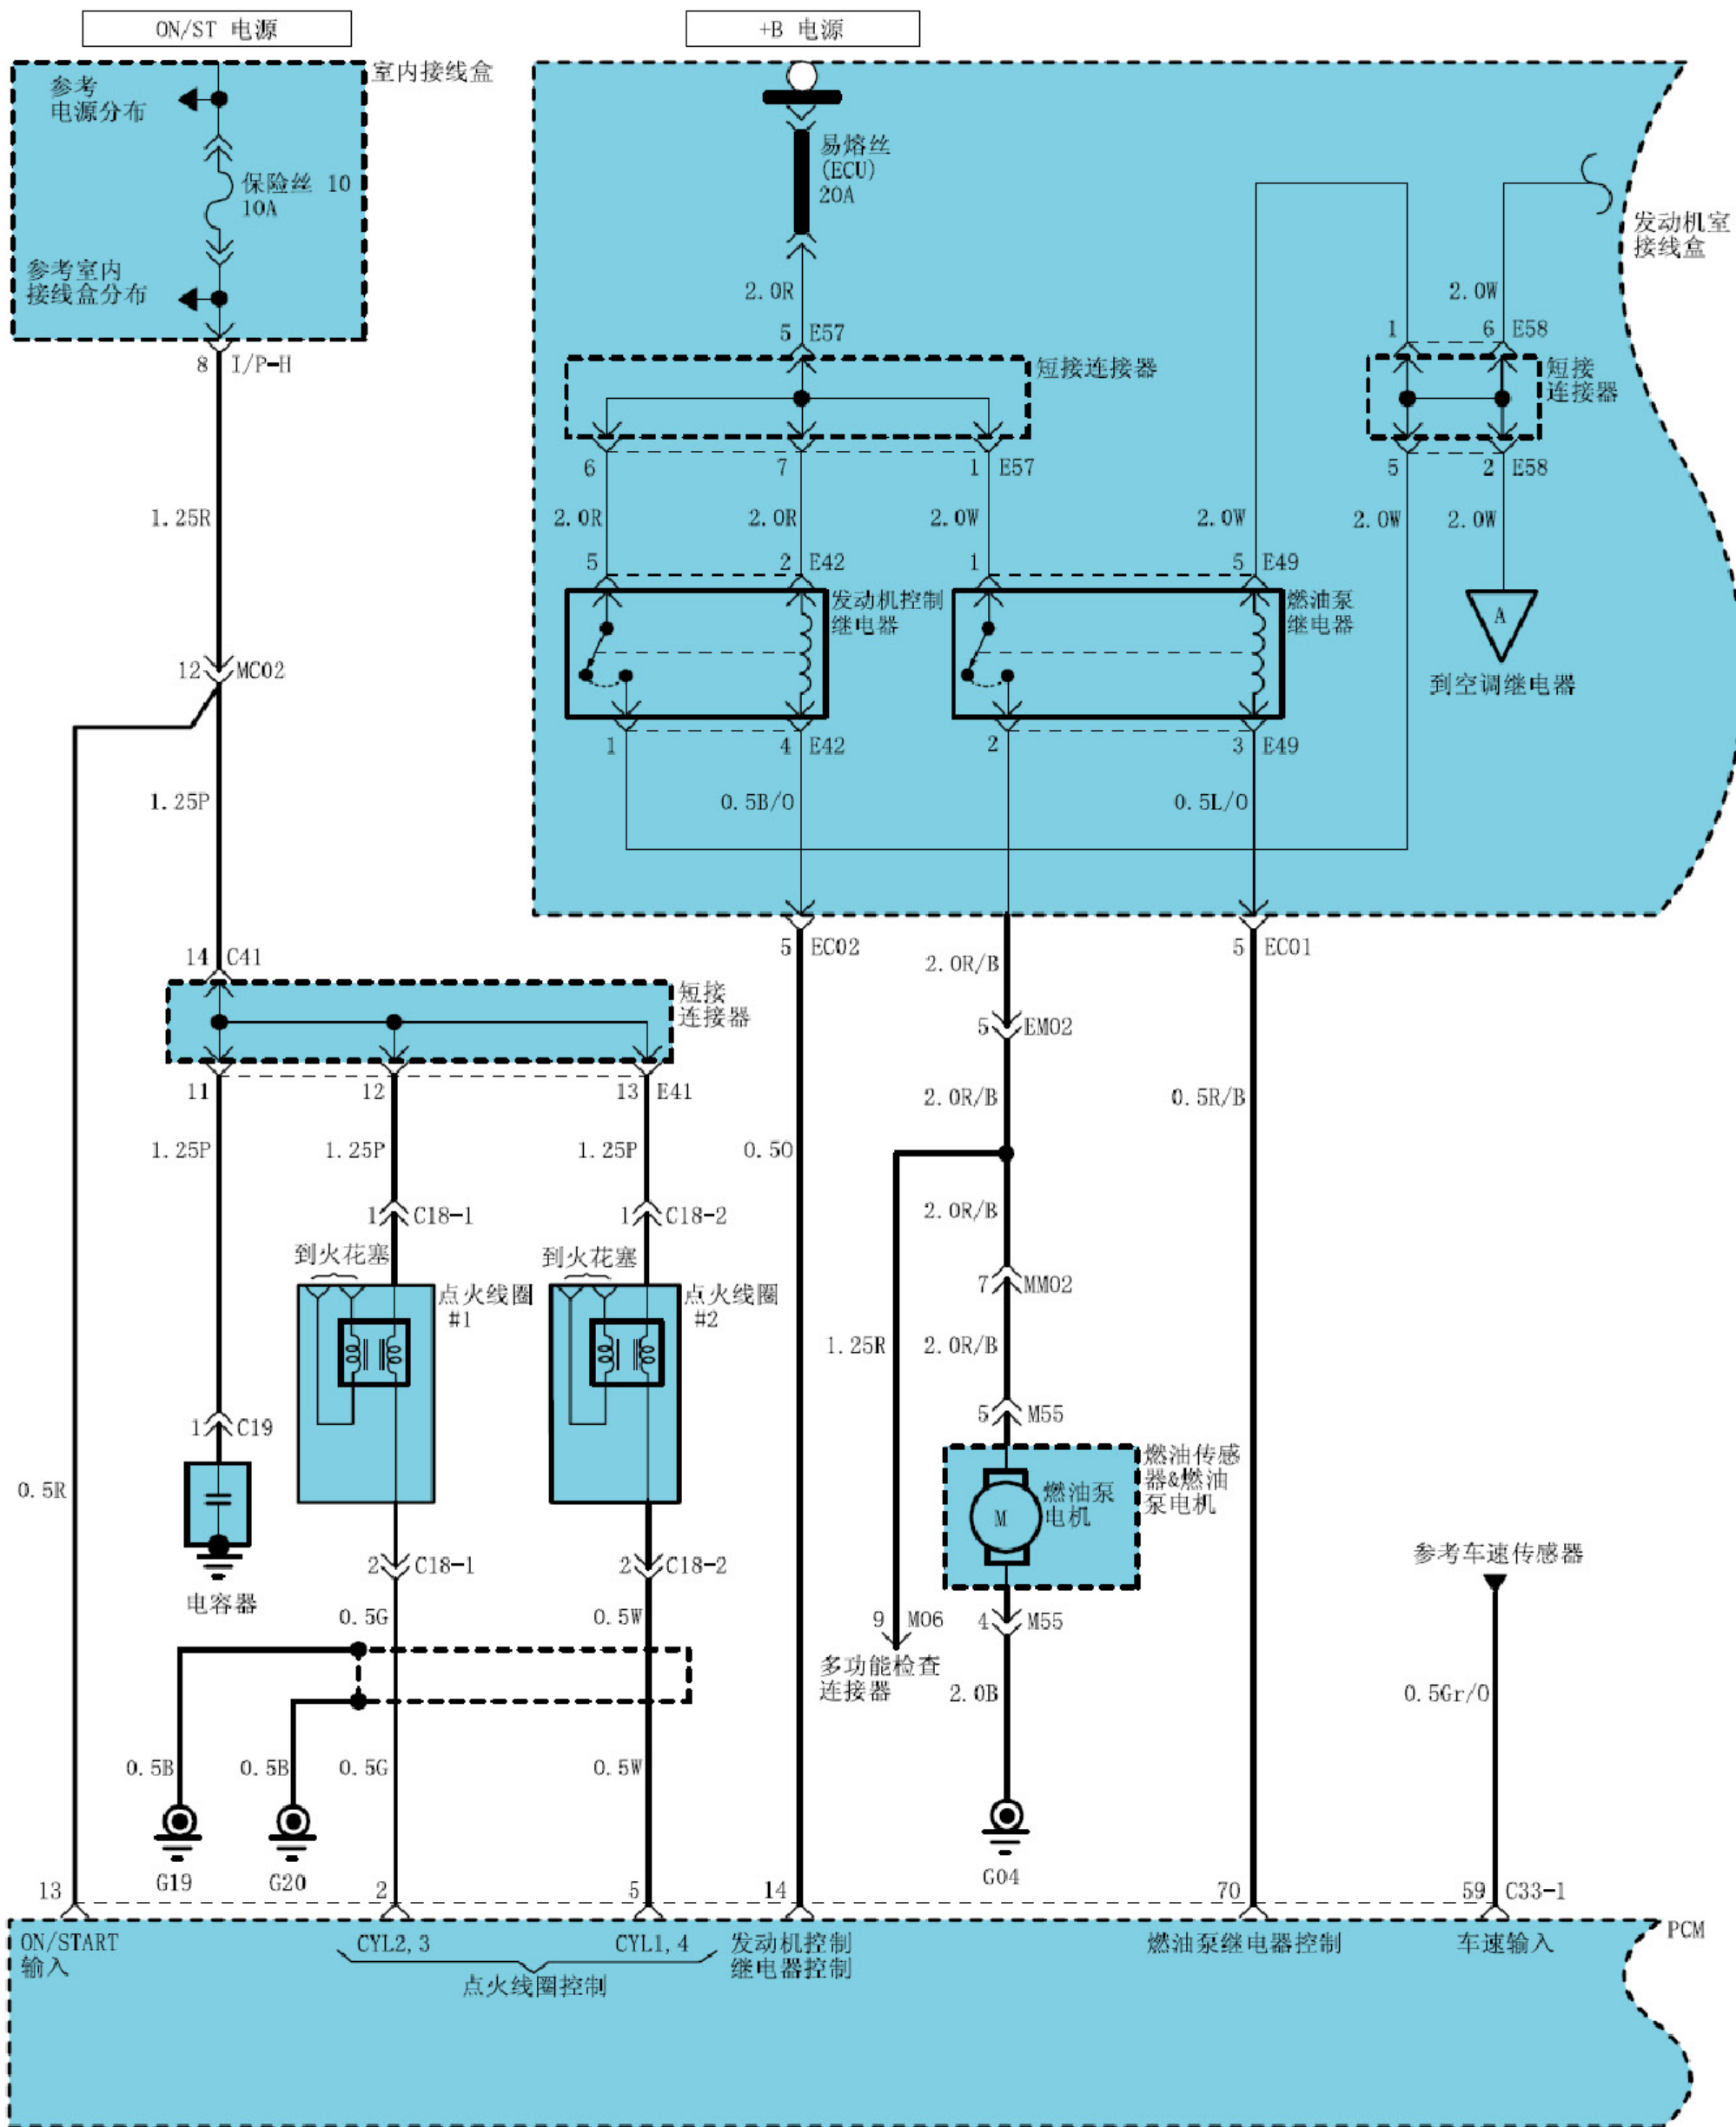 ON/ST 电源
+B 电源
室内接线盒
参考
电源分布
保险丝 10
10A
参考室内
接线盒分布
8 I/P-H
易熔丝
(ECU)
20A
发动机室
接线盒
2.0R
2.0W
5 E57
1
6 E58
短接连接器
短接
连接器
6
7
1 E57
5
2 E58
1.25R
2.0R
2.0R
2.0W
2.0W
2.0W
2.0W
5
2 E42
1
5 E49
发动机控制
继电器
燃油泵
继电器
A
到空调继电器
12 MC02
1
4 E42
2
3 E49
1.25P
0.5B/O
0.5L/O
5 EC02
5 EC01
14 C41
2.0R/B
短接
连接器
5 EM02
11
12
13 E41
2.0R/B
0.5R/B
1.25P
1.25P
1.25P
0.5O
1 C18-1
1 C18-2
2.0R/B
到火花塞
到火花塞
点火线圈
#1
点火线圈
#2
7 MM02
1.25R
2.0R/B
1 C19
5 M55
燃油传感
器&燃油
泵电机
燃油泵
电机
M
0.5R
2 C18-1
2 C18-2
参考车速传感器
电容器
0.5G
0.5W
9 M06
4 M55
多功能检查
连接器
2.0B
0.5Gr/O
0.5B
0.5B
0.5G
0.5W
G19
G20
G04
13
2
5
14
70
59 C33-1
PCM
ON/START
输入
CYL2,3
CYL1,4
点火线圈控制
发动机控制
继电器控制
燃油泵继电器控制
车速输入